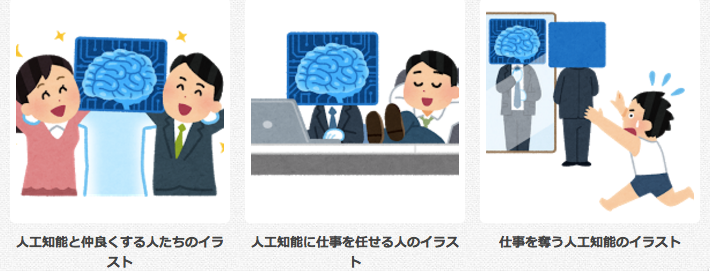 人工知能と仲良くする人たちのイラ
スト
人工知能に仕事を任せる人のイラス
ト
仕事を奪う人工知能のイラスト